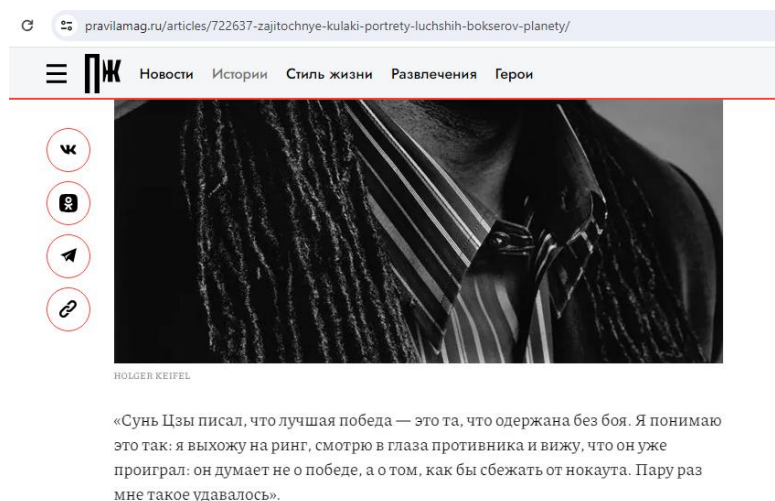 pravilamag.ru/articles/722637-zajitochnye-kulaki-portrety-luchshih-bokserov-planety/
ПЖ Новости Истории Стиль жизни Развлечения Герои
HOLGER KEIFEL
«Сунь Цзы писал, что лучшая победа — это та, что одержана без боя. Я понимаю
это так: я выхожу на ринг, смотрю в глаза противника и вижу, что он уже
проиграл: он думает не о победе, а о том, как бы сбежать от нокаута. Пару раз
мне такое удавалось».